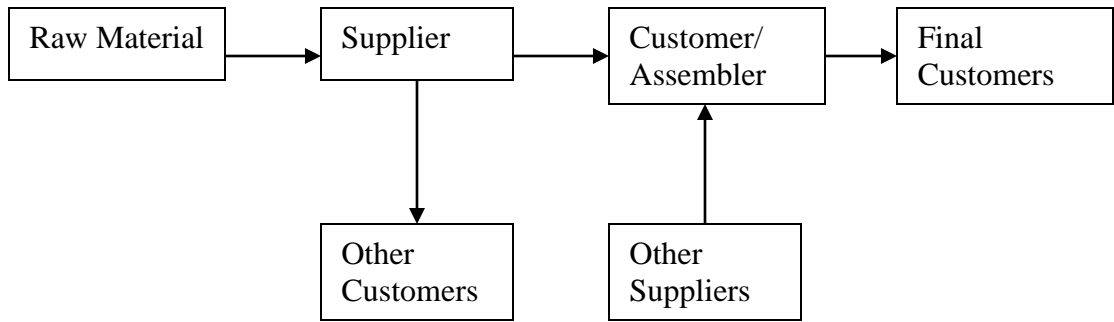 Raw Material
Supplier
Customer/
Assembler
Final
Customers
Other
Customers
Other
Suppliers